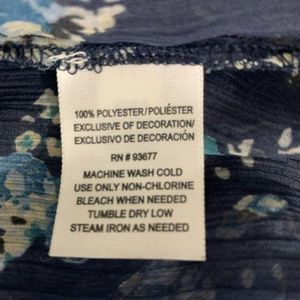 100% POLYESTER/POLIÉSTER
EXCLUSIVE OF DECORATION/
EXCLUSIVO DE DECORACIÓN
RN # 93677
MACHINE WASH COLD
USE ONLY NON-CHLORINE
BLEACH WHEN NEEDED
TUMBLE DRY LOW
STEAM IRON AS NEEDED